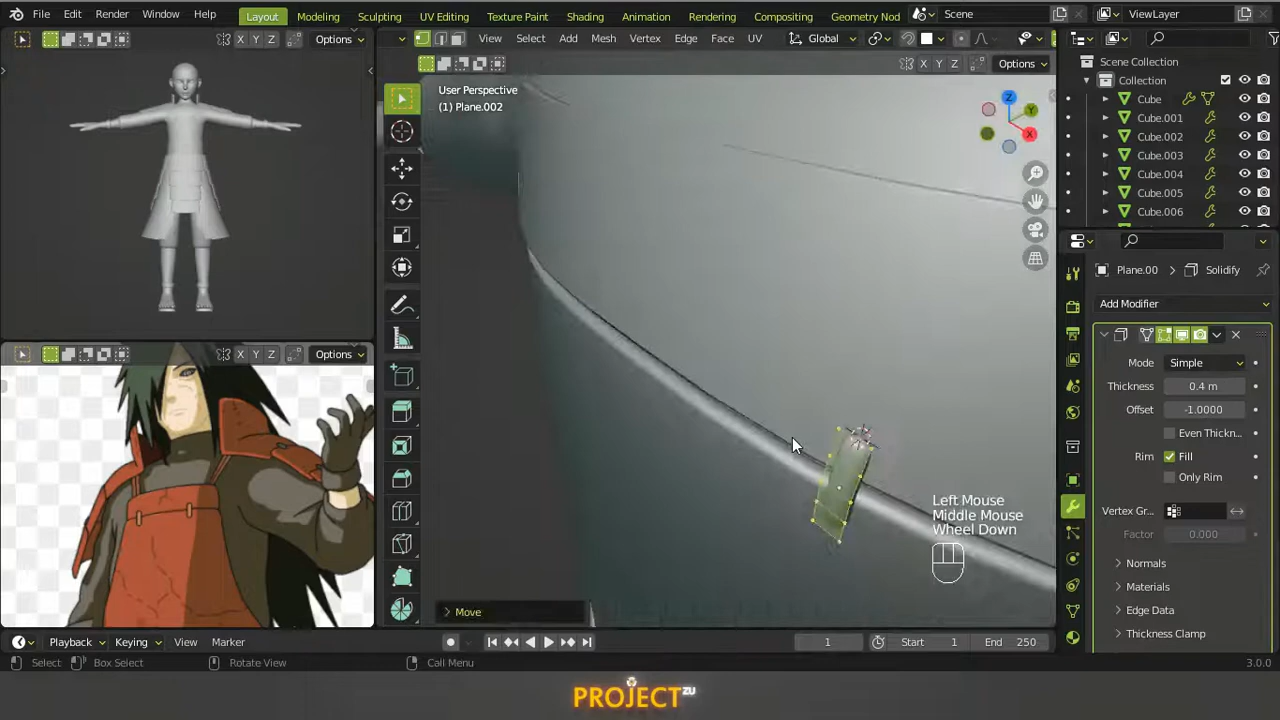 File Edit Render Window Help Layout Modeling Sculpting UV Editing Texture Paint Shading Animation Rendering Compositing Geometry Nod Scene ViewLayer
X Y Z Options
View Select Add Mesh Vertex Edge Face UV Global
X Y Z Options
User Perspective
(1) Plane.002
Z
Y
X
Scene Collection
Collection
Cube
Cube.001
Cube.002
Cube.003
Cube.004
Cube.005
Cube.006
Plane.00 > Solidify
Add Modifier
Mode Simple
Thickness 0.4 m
Offset -1.0000
Even Thickn...
Rim Fill
Only Rim
Vertex Gr...
Factor 0.000
Normals
Materials
Edge Data
Thickness Clamp
X Y Z Options
Left Mouse
Middle Mouse
Wheel Down
Move
Playback Keying View Marker 1 Start 1 End 250
Select Box Select Rotate View Call Menu 3.0.0
PROJECT ZU